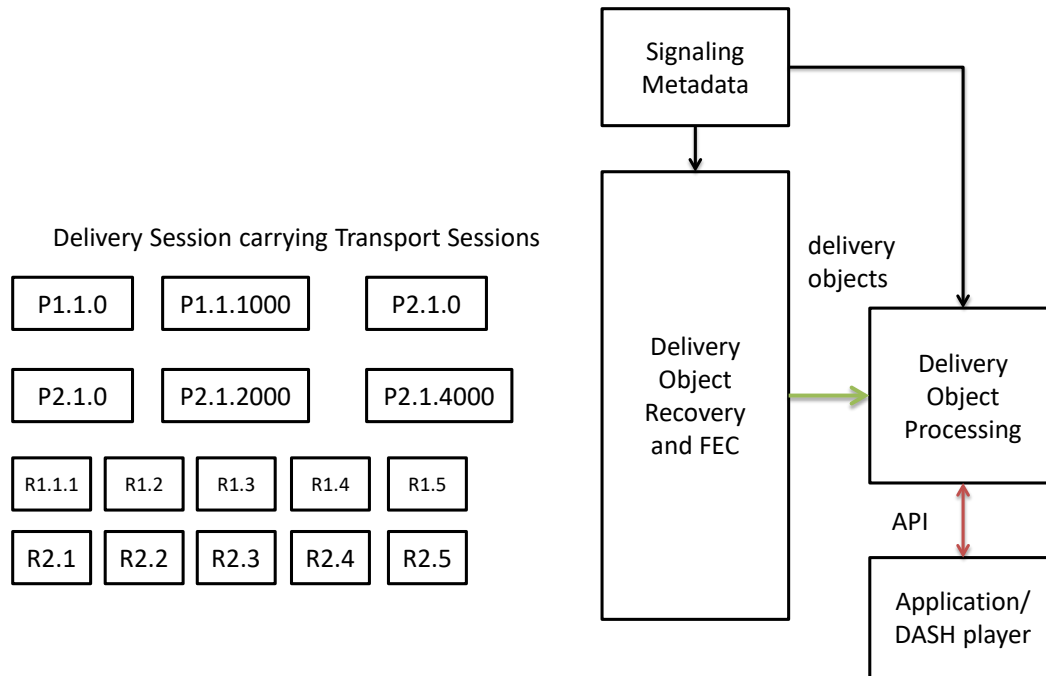 Signaling
Metadata
Delivery Session carrying Transport Sessions
P1.1.0
P1.1.1000
P2.1.0
P2.1.0
P2.1.2000
P2.1.4000
R1.1.1
R1.2
R1.3
R1.4
R1.5
R2.1
R2.2
R2.3
R2.4
R2.5
Delivery
Object
Recovery
and FEC
delivery
objects
Delivery
Object
Processing
API
Application/
DASH player